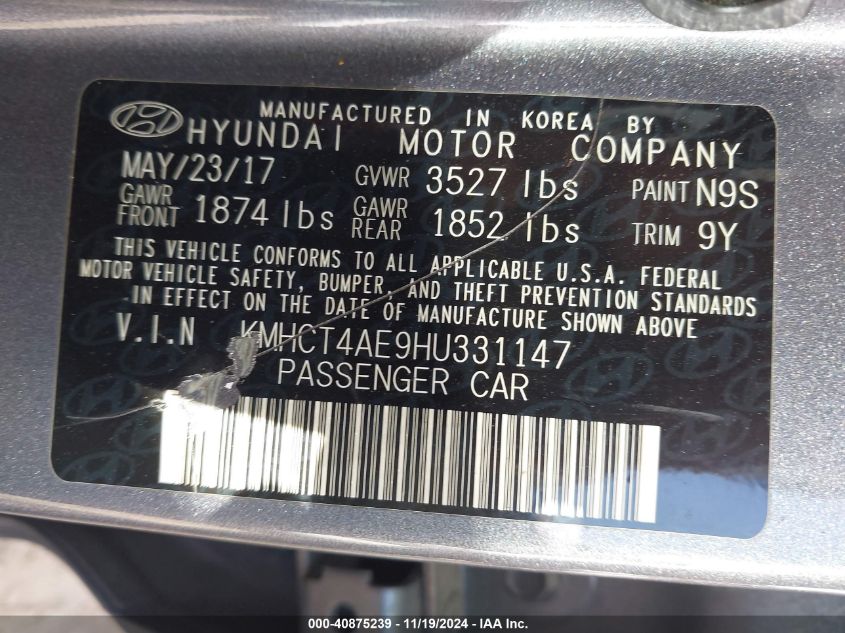 MANUFACTURED IN KOREA BY
HYUNDAI MOTOR COMPANY
MAY/23/17 GVWR 3527 lbs PAINT N9S
GAWR FRONT 1874 lbs GAWR REAR 1852 lbs TRIM 9Y
THIS VEHICLE CONFORMS TO ALL APPLICABLE U.S.A. FEDERAL
MOTOR VEHICLE SAFETY, BUMPER, AND THEFT PREVENTION STANDARDS
IN EFFECT ON THE DATE OF MANUFACTURE SHOWN ABOVE
V.I.N KMHCT4AE9HU331147
PASSENGER CAR
000-40875239 - 11/19/2024 - IAA Inc.